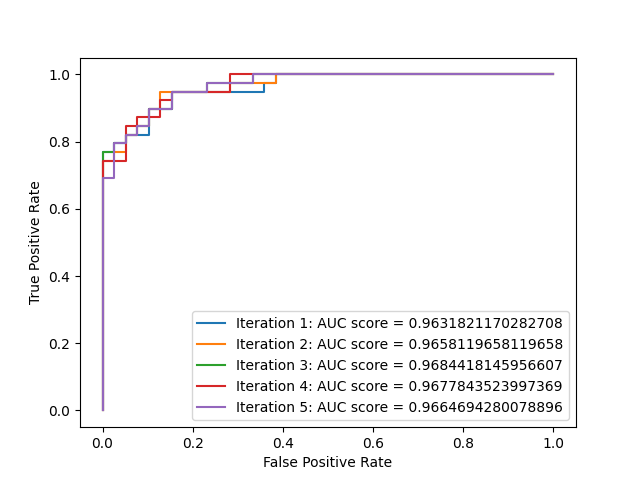 1.0
0.8
0.6
0.4
0.2
0.0
True Positive Rate
Iteration 1: AUC score = 0.9631821170282708
Iteration 2: AUC score = 0.9658119658119658
Iteration 3: AUC score = 0.9684418145956607
Iteration 4: AUC score = 0.9677843523997369
Iteration 5: AUC score = 0.9664694280078896
0.0 0.2 0.4 0.6 0.8 1.0
False Positive Rate